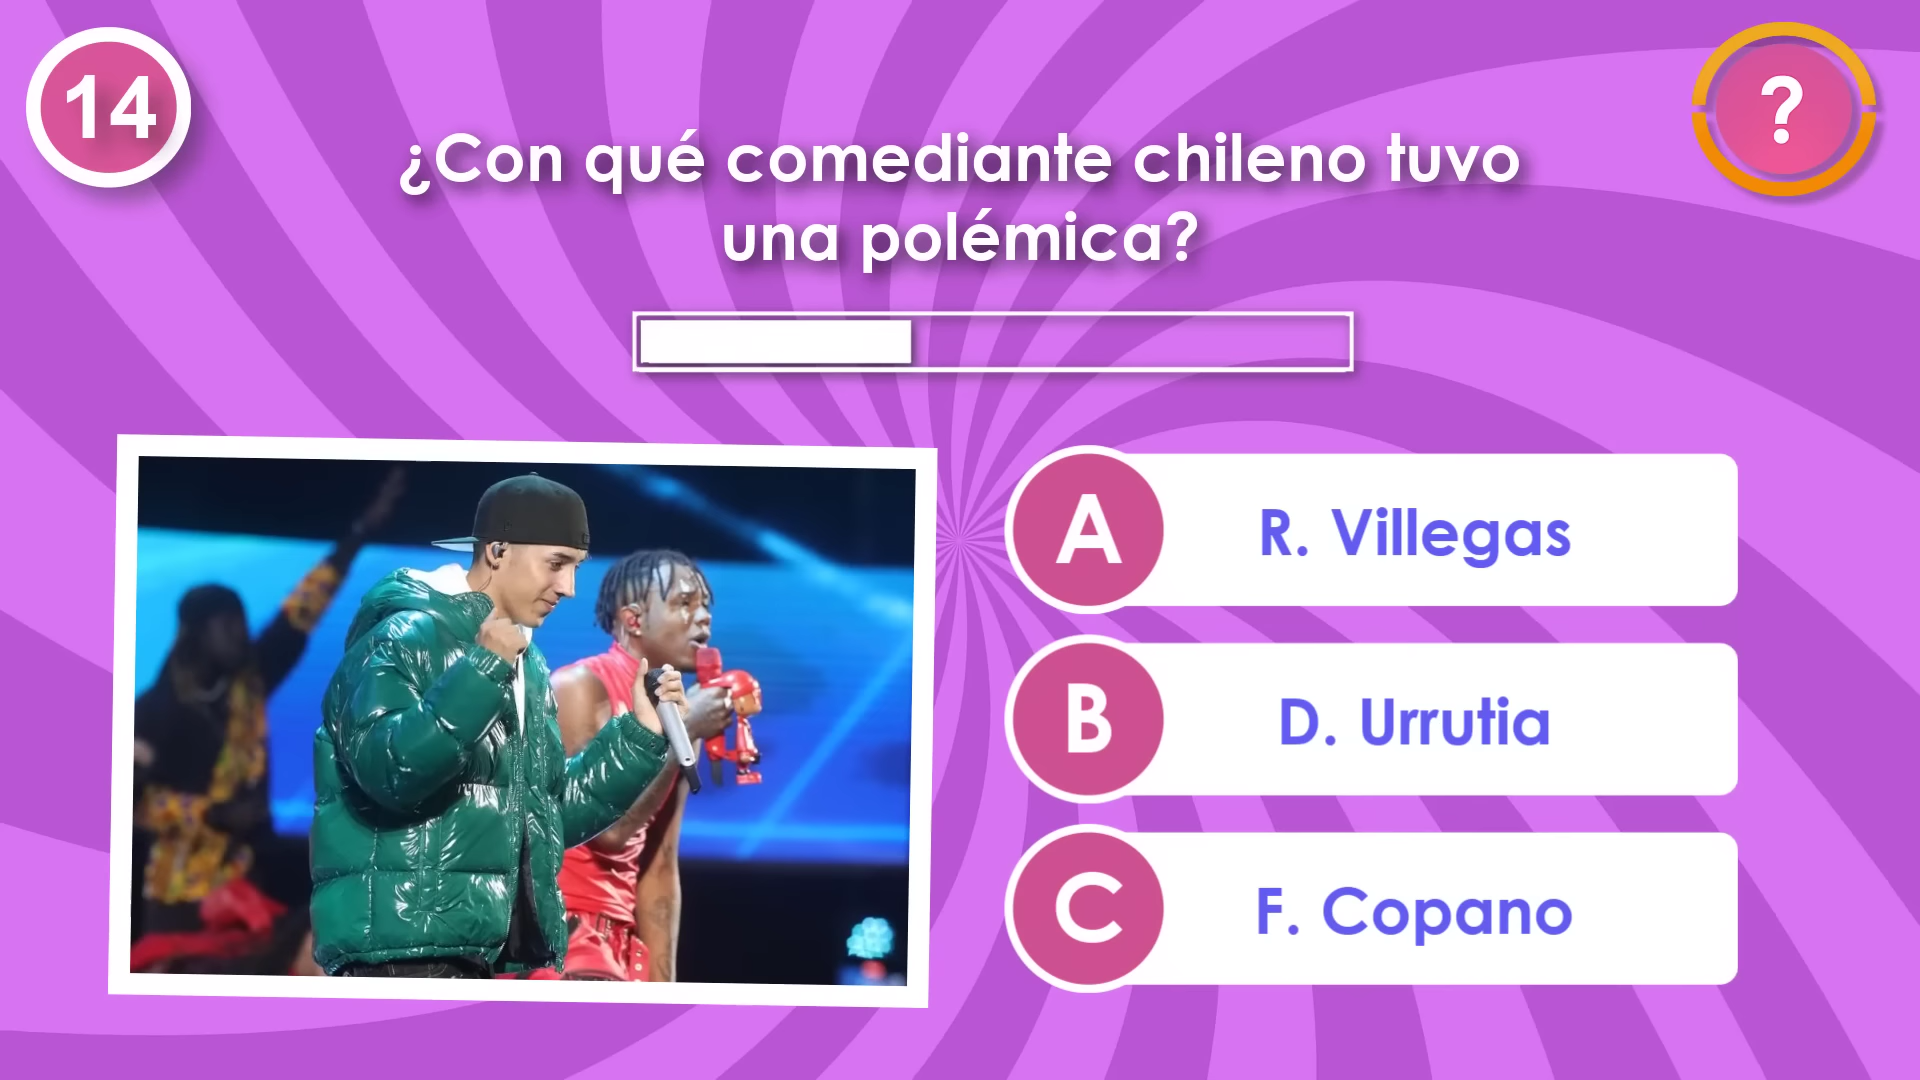 14
?
¿Con qué comediante chileno tuvo
una polémica?
A R. Villegas
B D. Urrutia
C F. Copano